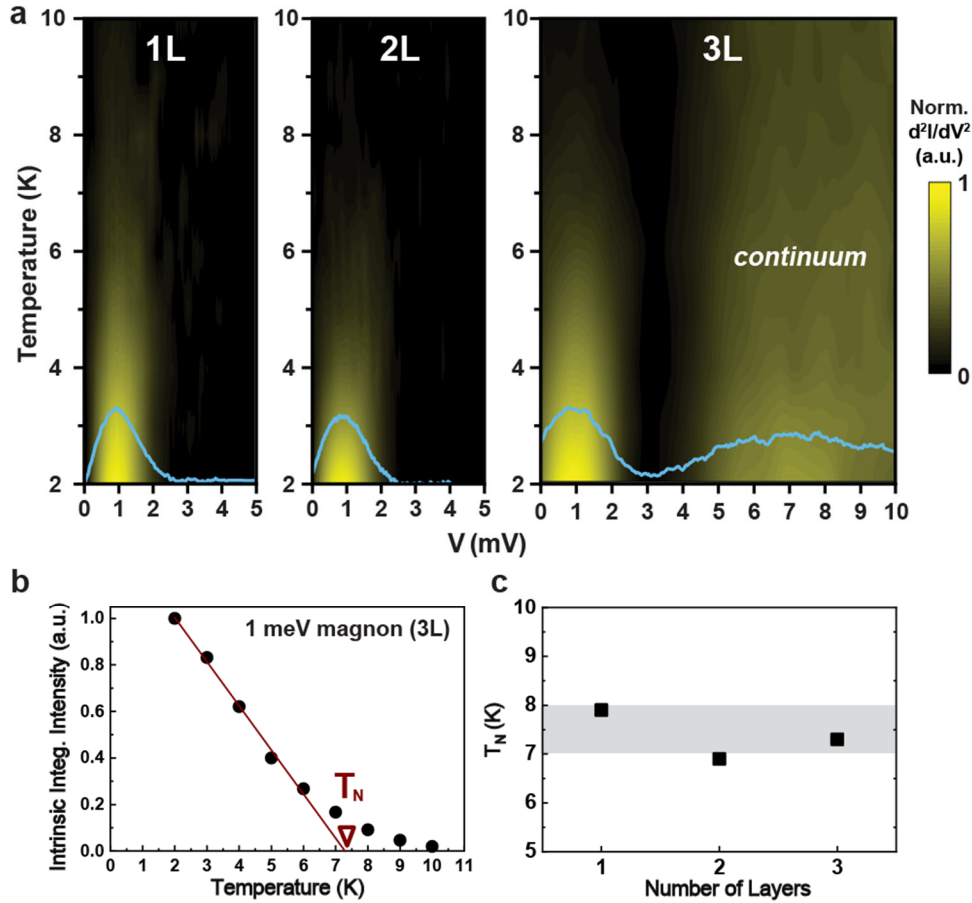 a
1L
2L
3L
Temperature (K)
10
8
6
4
2
0 1 2 3 4 5
10
8
6
4
2
0 1 2 3 4 5
10
8
6
4
2
0 1 2 3 4 5 6 7 8 9 10
continuum
V (mV)
Norm.
d²I/dV²
(a.u.)
1
0
b
Intrinsic Integ. Intensity (a.u.)
1.0
0.8
0.6
0.4
0.2
0.0
1 meV magnon (3L)
TN
0 1 2 3 4 5 6 7 8 9 10 11
Temperature (K)
c
TN (K)
10
9
8
7
6
5
1 2 3
Number of Layers